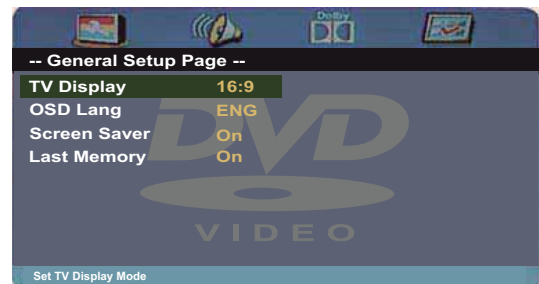 Dolby
-- General Setup Page --
TV Display 16:9
OSD Lang ENG
Screen Saver On
Last Memory On
DVD
VIDEO
Set TV Display Mode